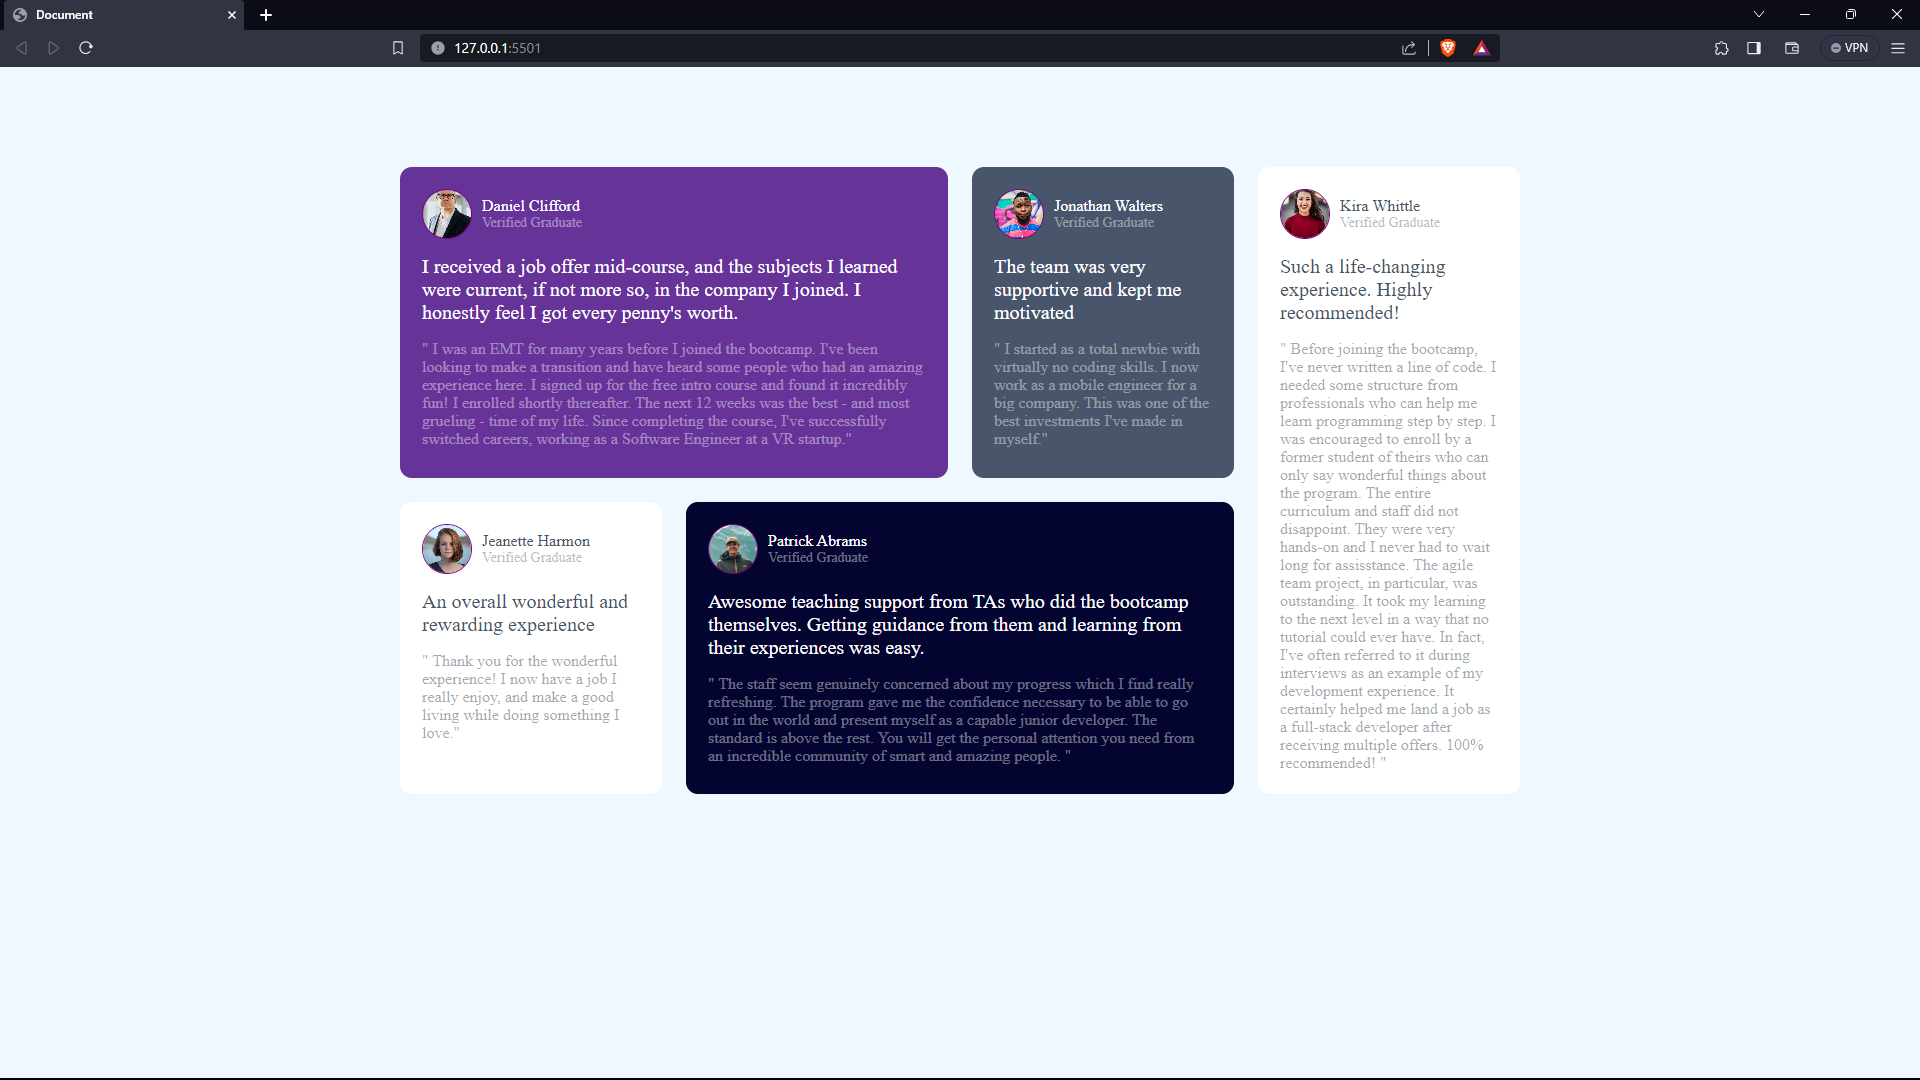 Document
127.0.0.1:5501
VPN
Daniel Clifford
Verified Graduate
I received a job offer mid-course, and the subjects I learned
were current, if not more so, in the company I joined. I
honestly feel I got every penny's worth.
" I was an EMT for many years before I joined the bootcamp. I've been
looking to make a transition and have heard some people who had an amazing
experience here. I signed up for the free intro course and found it incredibly
fun! I enrolled shortly thereafter. The next 12 weeks was the best - and most
grueling - time of my life. Since completing the course, I've successfully
switched careers, working as a Software Engineer at a VR startup."
Jonathan Walters
Verified Graduate
The team was very
supportive and kept me
motivated
" I started as a total newbie with
virtually no coding skills. I now
work as a mobile engineer for a
big company. This was one of the
best investments I've made in
myself."
Kira Whittle
Verified Graduate
Such a life-changing
experience. Highly
recommended!
" Before joining the bootcamp,
I've never written a line of code. I
needed some structure from
professionals who can help me
learn programming step by step. I
was encouraged to enroll by a
former student of theirs who can
only say wonderful things about
the program. The entire
curriculum and staff did not
disappoint. They were very
hands-on and I never had to wait
long for assisstance. The agile
team project, in particular, was
outstanding. It took my learning
to the next level in a way that no
tutorial could ever have. In fact,
I've often referred to it during
interviews as an example of my
development experience. It
certainly helped me land a job as
a full-stack developer after
receiving multiple offers. 100%
recommended! "
Jeanette Harmon
Verified Graduate
An overall wonderful and
rewarding experience
" Thank you for the wonderful
experience! I now have a job I
really enjoy, and make a good
living while doing something I
love."
Patrick Abrams
Verified Graduate
Awesome teaching support from TAs who did the bootcamp
themselves. Getting guidance from them and learning from
their experiences was easy.
" The staff seem genuinely concerned about my progress which I find really
refreshing. The program gave me the confidence necessary to be able to go
out in the world and present myself as a capable junior developer. The
standard is above the rest. You will get the personal attention you need from
an incredible community of smart and amazing people. "